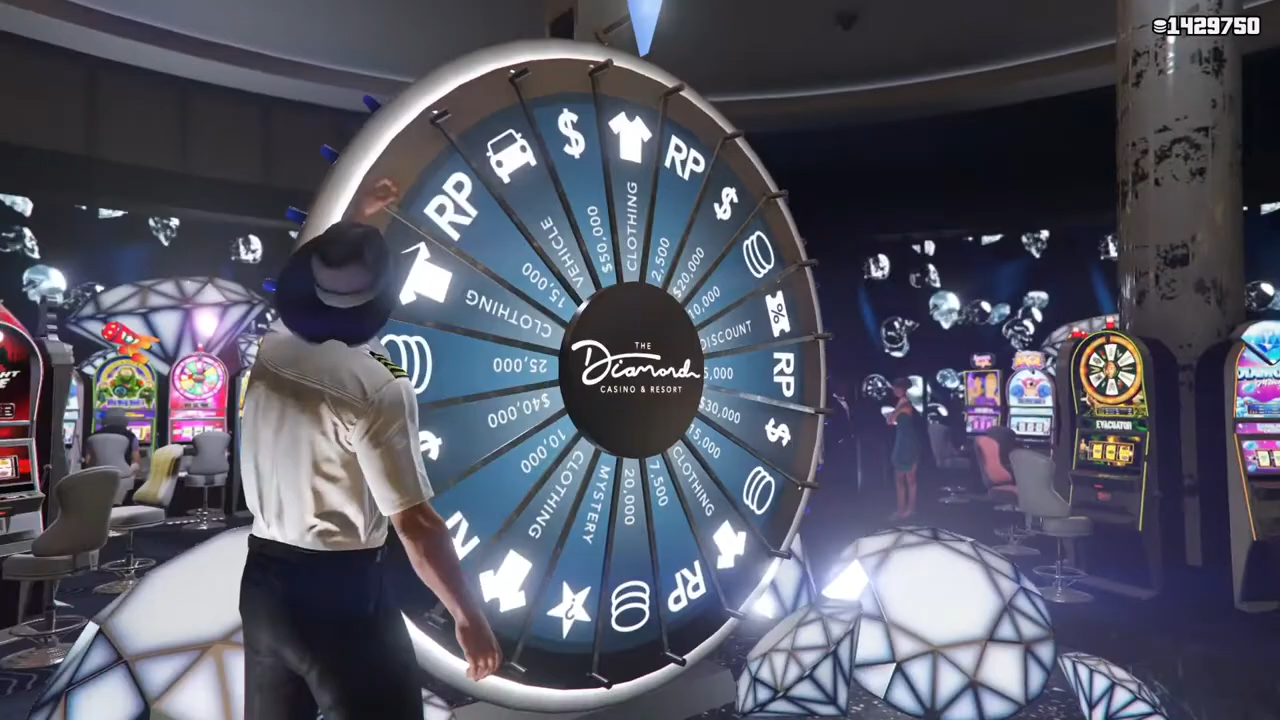 1429750
$
RP
RP
$
CLOTHING
VEHICLE
$50,000
2,500
$20,000
15,000
10,000
CLOTHING
DISCOUNT
%
25,000
THE
Diamond
CASINO & RESORT
5,000
RP
$40,000
$30,000
$
10,000
15,000
CLOTHING
CLOTHING
MYSTERY
20,000
7,500
RP
?
EVACUATOR